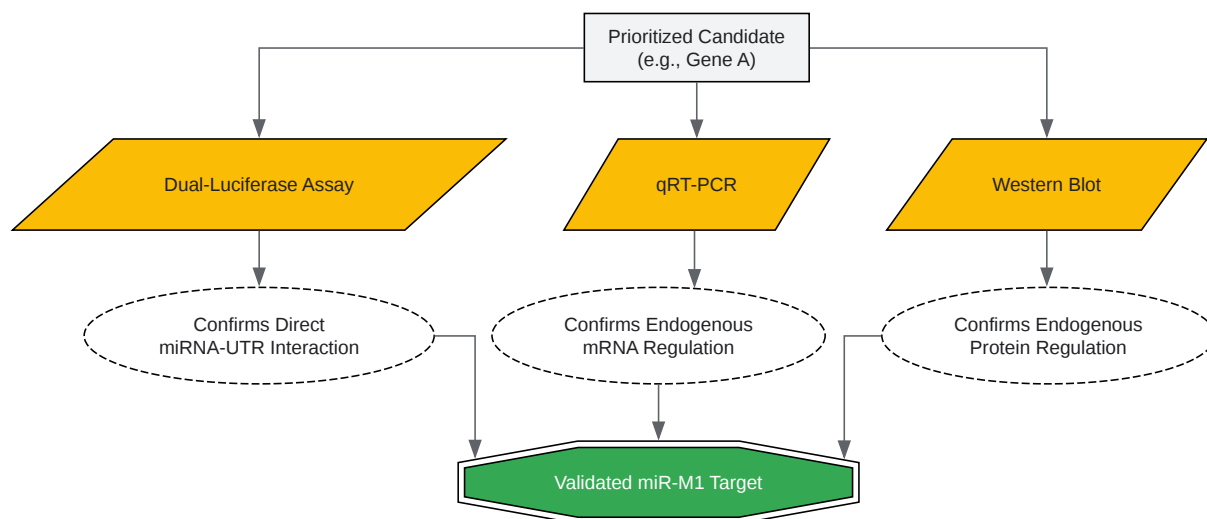 Prioritized Candidate
(e.g., Gene A)
Dual-Luciferase Assay
qRT-PCR
Western Blot
Confirms Direct
miRNA-UTR Interaction
Confirms Endogenous
mRNA Regulation
Confirms Endogenous
Protein Regulation
Validated miR-M1 Target